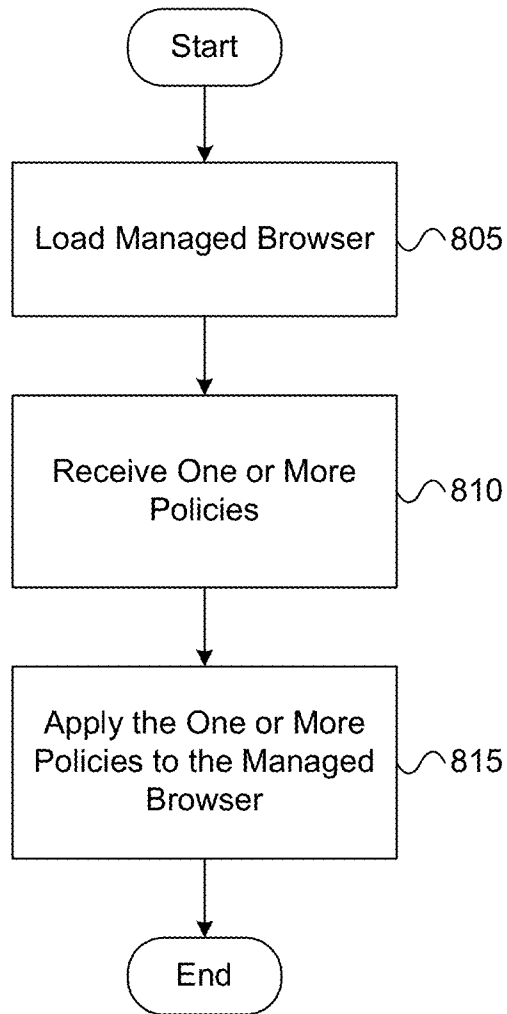 Start
Load Managed Browser
805
Receive One or More
Policies
810
Apply the One or More
Policies to the Managed
Browser
815
End